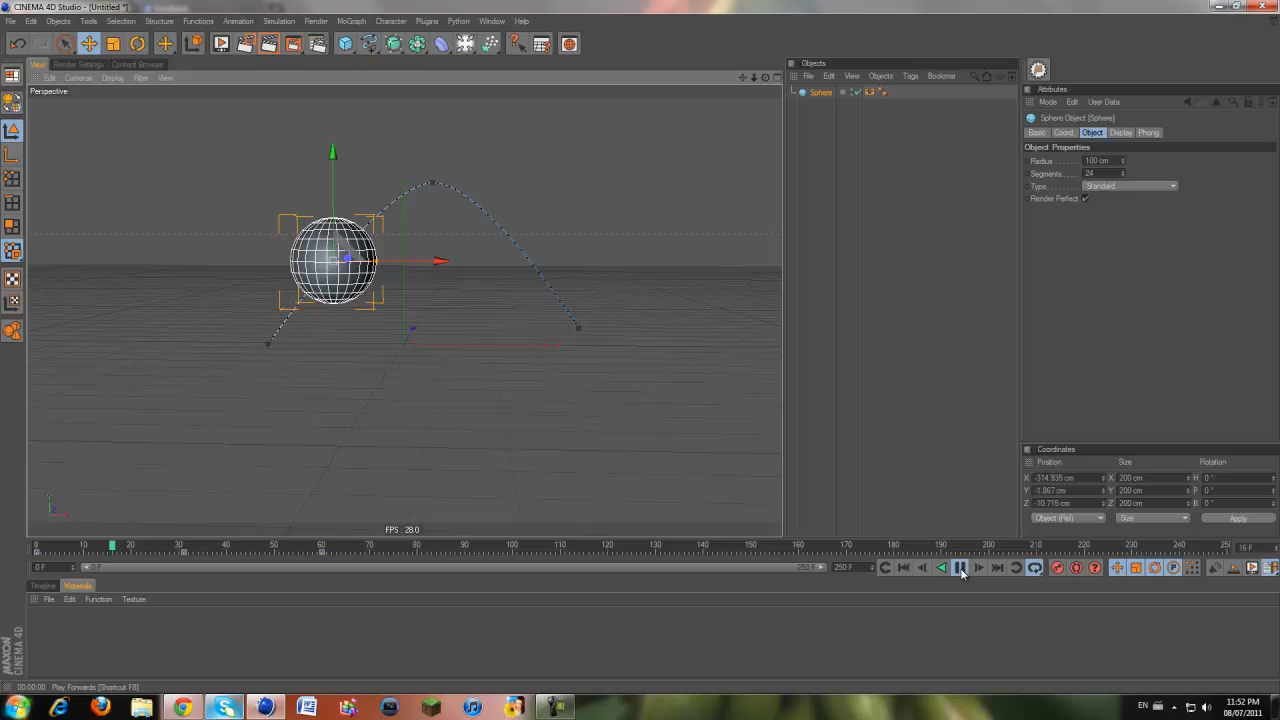 CINEMA 4D Studio - [Untitled *]
File Edit Objects Tools Selection Structure Functions Animation Simulation Render MoGraph Character Plugins Python Window Help
View Render Settings Content Browser
Edit Cameras Display Filter View
Perspective
FPS : 28.0
Objects
File Edit View Objects Tags Bookmar
Sphere
Attributes
Mode Edit User Data
Sphere Object [Sphere]
Basic Coord. Object Display Phong
Object Properties
Radius 100 cm
Segments 24
Type Standard
Render Perfect
Coordinates
Position Size Rotation
X -314.935 cm X 200 cm H 0 °
Y -1.867 cm Y 200 cm P 0 °
Z -10.715 cm Z 200 cm B 0 °
Object (Rel) Size Apply
0 10 20 30 40 50 60 70 80 90 100 110 120 130 140 150 160 170 180 190 200 210 220 230 240 25 16 F
0 F 0 F 250 F 250 F
Timeline Materials
File Edit Function Texture
MAXON
CINEMA 4D
00:00:00 Play Forwards [Shortcut F8]
EN 11:52 PM
08/07/2011